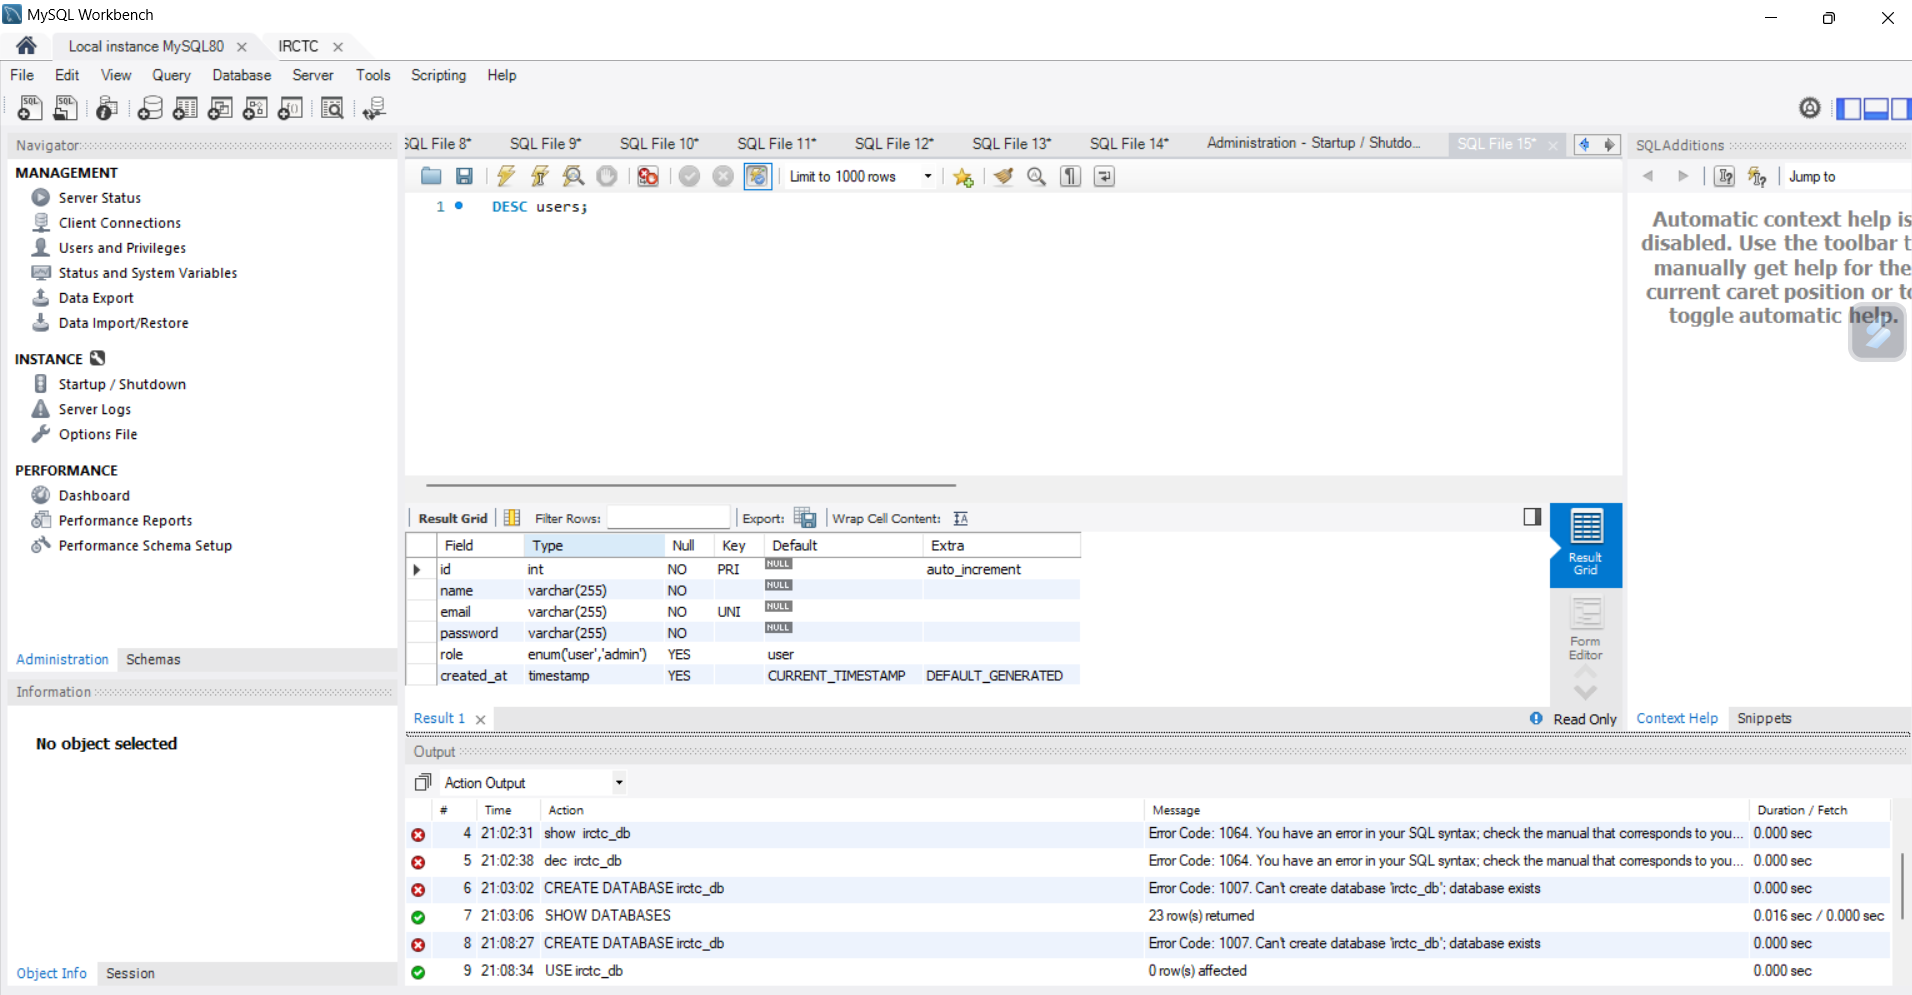 MySQL Workbench
Local instance MySQL80
IRCTC
File Edit View Query Database Server Tools Scripting Help
Navigator
MANAGEMENT
Server Status
Client Connections
Users and Privileges
Status and System Variables
Data Export
Data Import/Restore
INSTANCE
Startup / Shutdown
Server Logs
Options File
PERFORMANCE
Dashboard
Performance Reports
Performance Schema Setup
Administration Schemas
Information
No object selected
Object Info Session
SQL File 8* SQL File 9* SQL File 10* SQL File 11* SQL File 12* SQL File 13* SQL File 14* Administration - Startup / Shutdo... SQL File 15*
Limit to 1000 rows
1 DESC users;
Result Grid Filter Rows: Export: Wrap Cell Content:
Field Type Null Key Default Extra
id int NO PRI NULL auto_increment
name varchar(255) NO NULL
email varchar(255) NO UNI NULL
password varchar(255) NO NULL
role enum('user','admin') YES user
created_at timestamp YES CURRENT_TIMESTAMP DEFAULT_GENERATED
Result Grid
Form Editor
Result 1
Read Only
SQLAdditions
Jump to
Automatic context help is
disabled. Use the toolbar t
manually get help for the
current caret position or to
toggle automatic help.
Context Help Snippets
Output
Action Output
# Time Action Message Duration / Fetch
4 21:02:31 show irctc_db Error Code: 1064. You have an error in your SQL syntax; check the manual that corresponds to you... 0.000 sec
5 21:02:38 dec irctc_db Error Code: 1064. You have an error in your SQL syntax; check the manual that corresponds to you... 0.000 sec
6 21:03:02 CREATE DATABASE irctc_db Error Code: 1007. Can't create database 'irctc_db'; database exists 0.000 sec
7 21:03:06 SHOW DATABASES 23 row(s) returned 0.016 sec / 0.000 sec
8 21:08:27 CREATE DATABASE irctc_db Error Code: 1007. Can't create database 'irctc_db'; database exists 0.000 sec
9 21:08:34 USE irctc_db 0 row(s) affected 0.000 sec